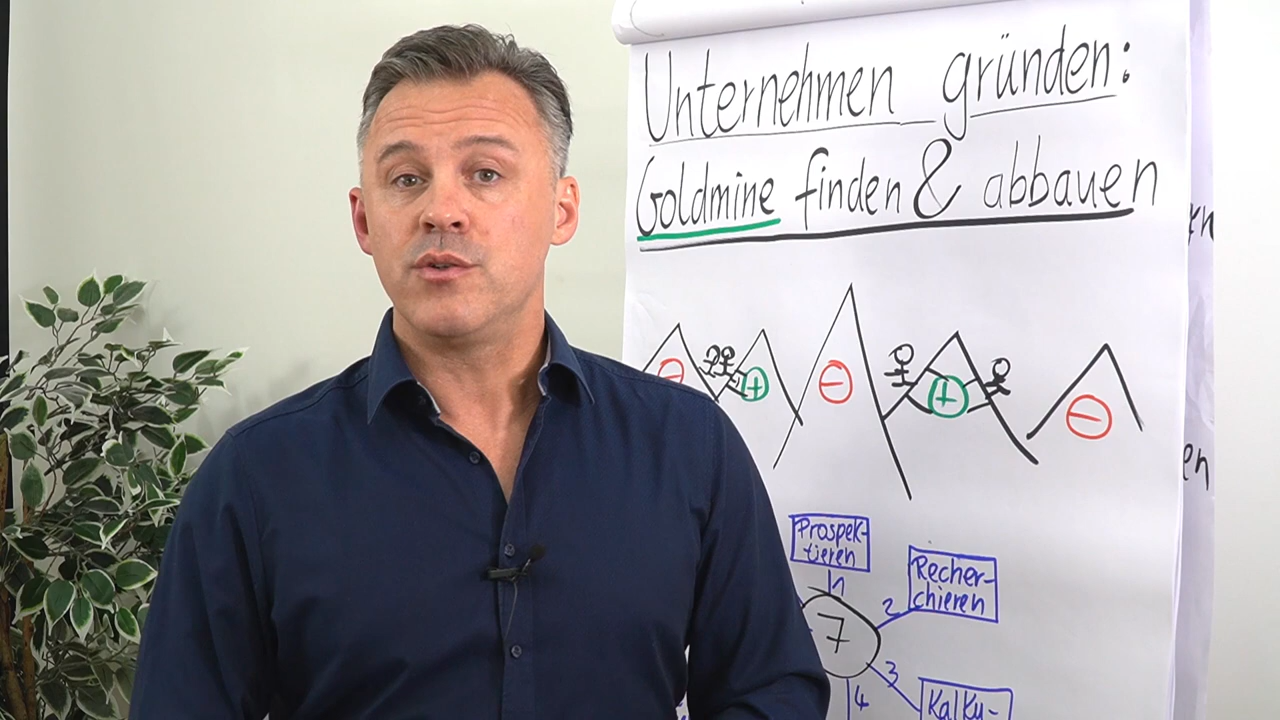 Unternehmen gründen:
Goldmine finden & abbauen
Prospek-
tieren
1
Recher-
chieren
2
7
3
4
Kalku-